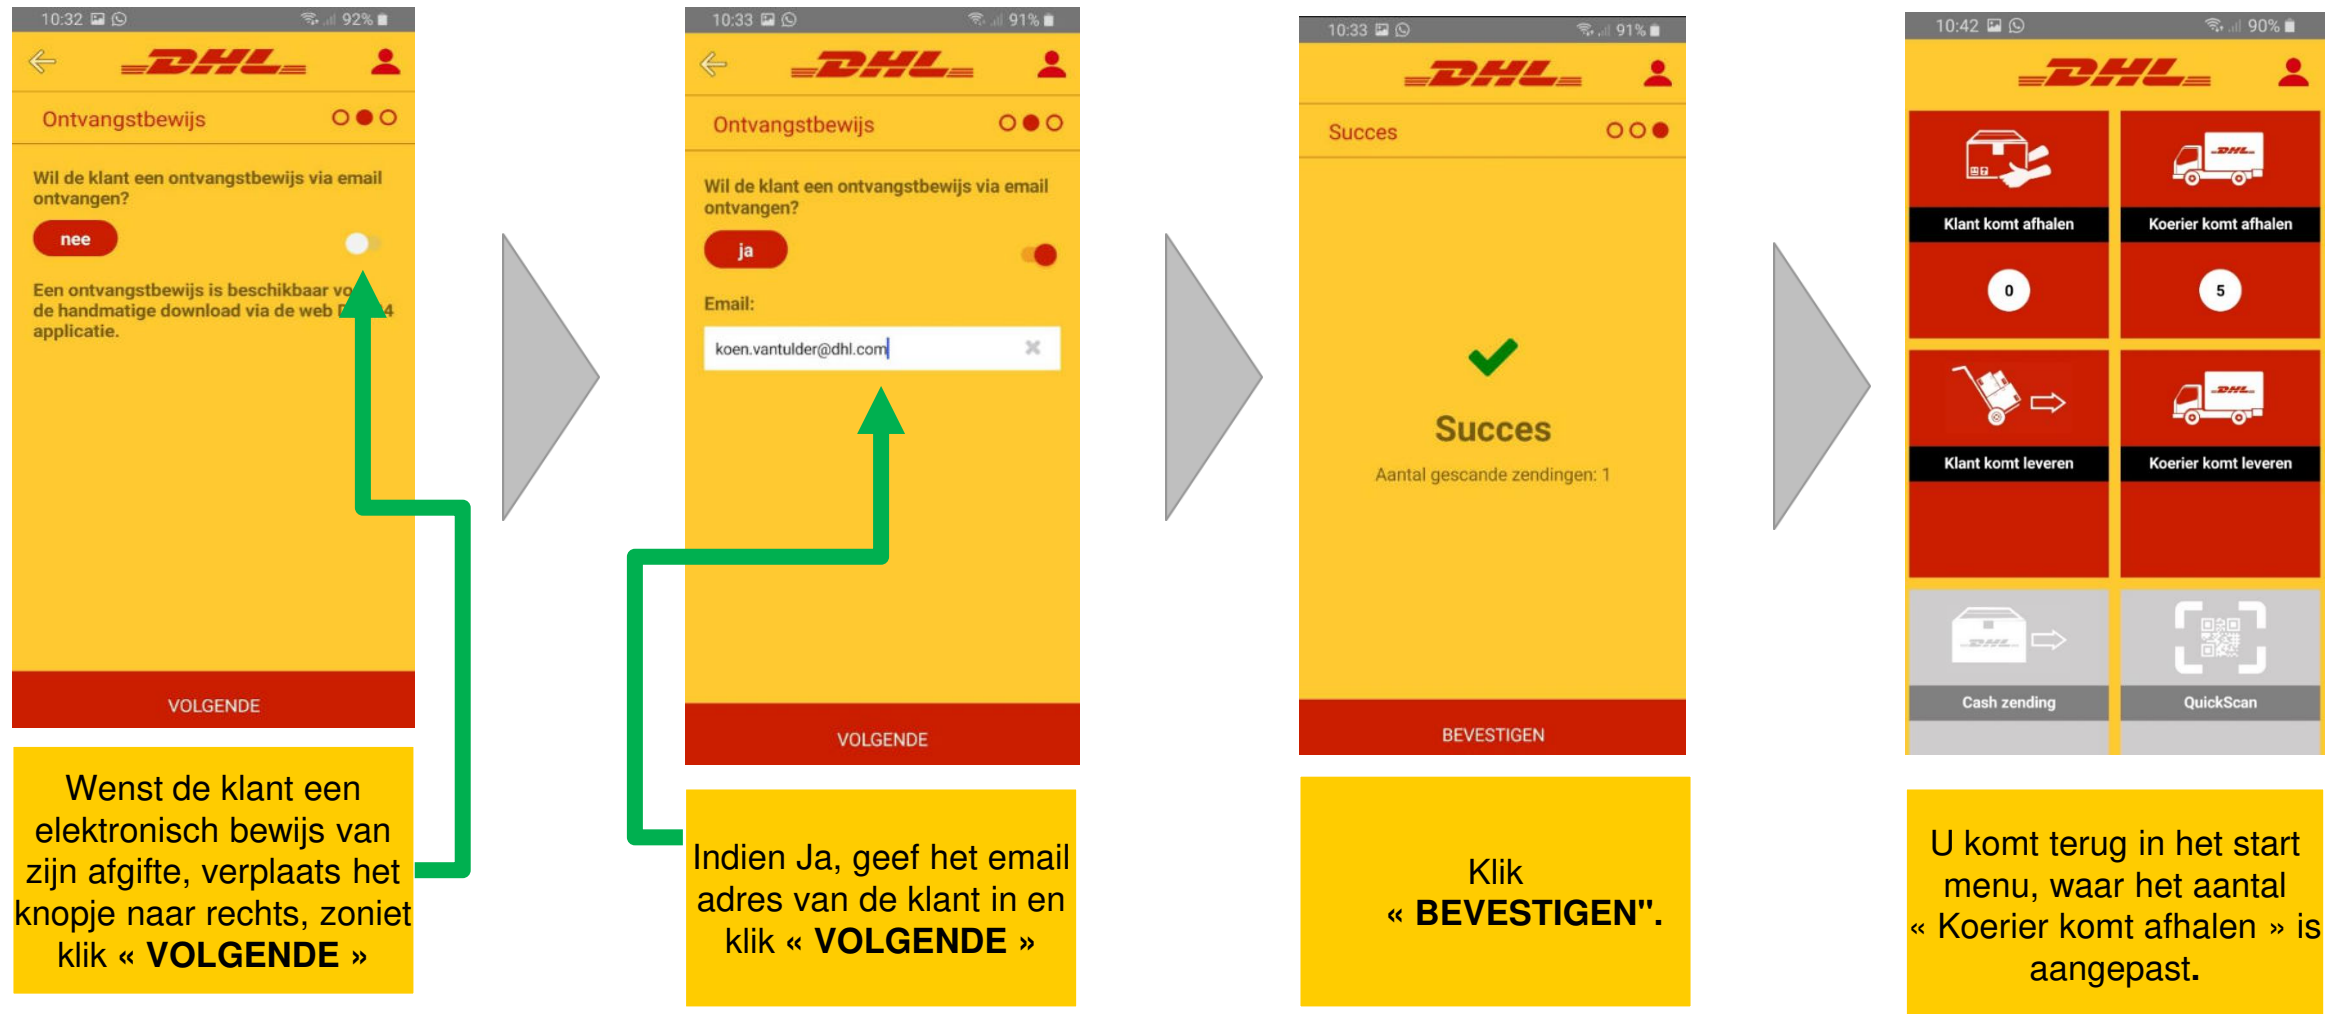 10:32
92%
DHL
Ontvangstbewijs
Wil de klant een ontvangstbewijs via email
ontvangen?
nee
Een ontvangstbewijs is beschikbaar
de handmatige download via de web
applicatie.
VOLGENDE
Wenst de klant een
elektronisch bewijs van
zijn afgifte, verplaats het
knopje naar rechts, zoniet
klik « VOLGENDE »
10:33
91%
DHL
Ontvangstbewijs
Wil de klant een ontvangstbewijs via email
ontvangen?
ja
Email:
koen.vantulder@dhl.com
VOLGENDE
Indien Ja, geef het email
adres van de klant in en
klik « VOLGENDE »
10:33
91%
DHL
Succes
Succes
Aantal gescande zendingen: 1
BEVESTIGEN
Klik
« BEVESTIGEN".
10:42
90%
DHL
DHL
Klant komt afhalen
Koerier komt afhalen
0
5
DHL
Klant komt leveren
Koerier komt leveren
DHL
Cash zending
QuickScan
U komt terug in het start
menu, waar het aantal
« Koerier komt afhalen » is
aangepast.